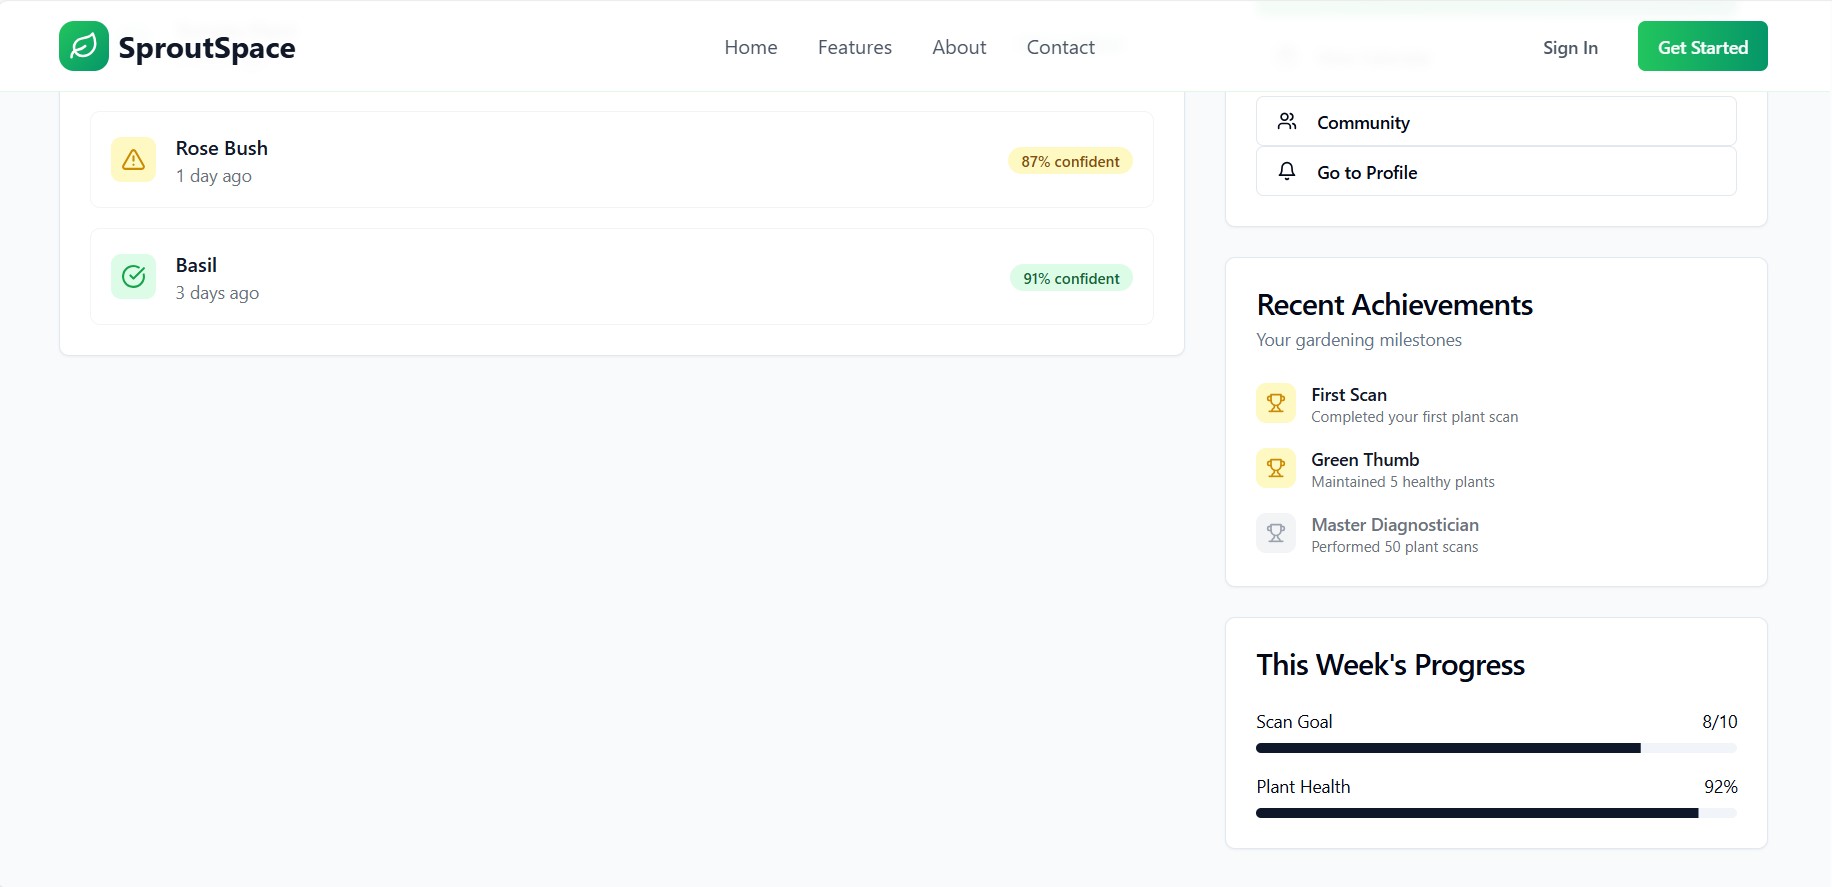 SproutSpace
Home
Features
About
Contact
Sign In
Get Started
Rose Bush
1 day ago
87% confident
Basil
3 days ago
91% confident
Community
Go to Profile
Recent Achievements
Your gardening milestones
First Scan
Completed your first plant scan
Green Thumb
Maintained 5 healthy plants
Master Diagnostician
Performed 50 plant scans
This Week's Progress
Scan Goal
8/10
Plant Health
92%